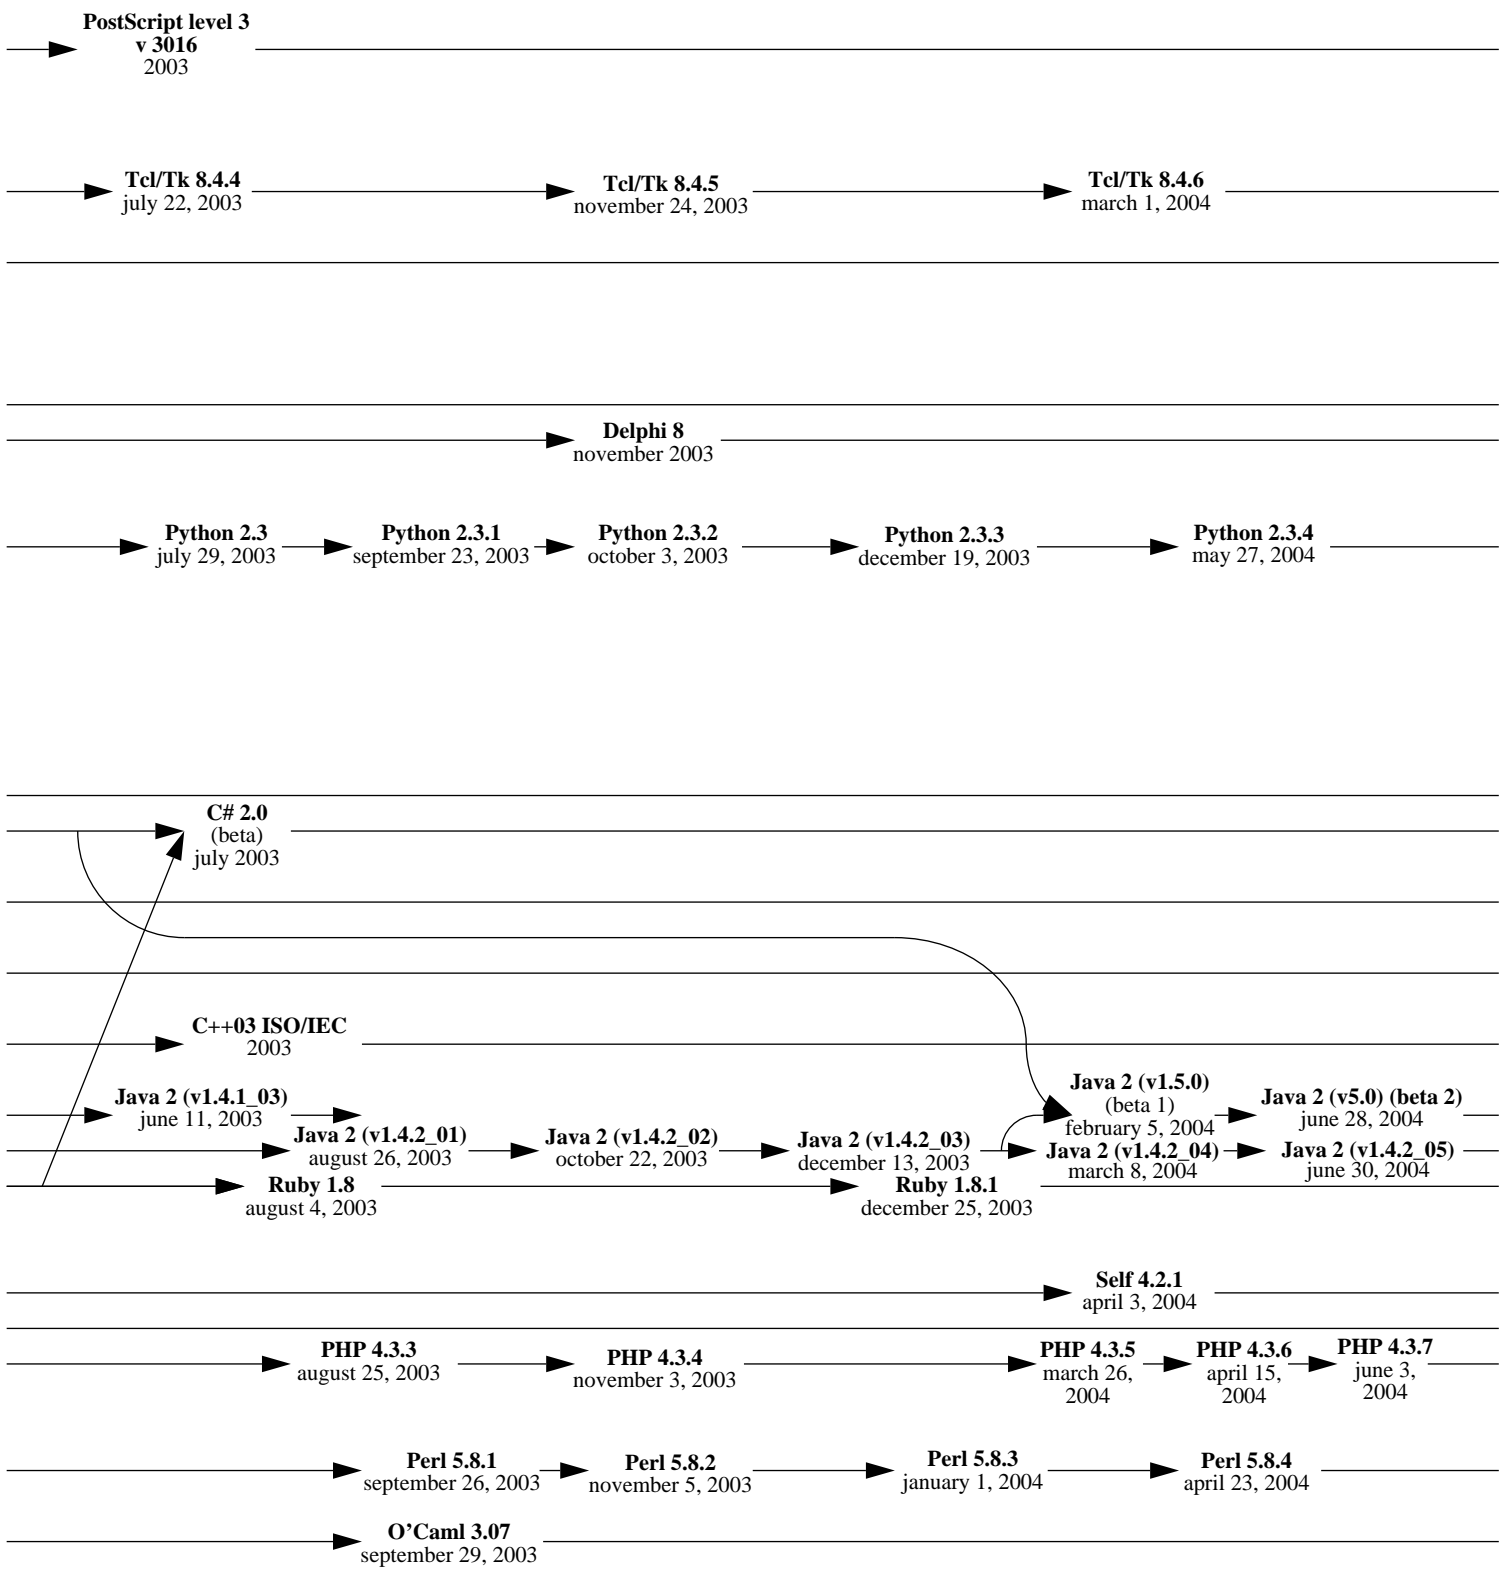 PostScript level 3
v 3016
2003
Tcl/Tk 8.4.4
july 22, 2003
Tcl/Tk 8.4.5
november 24, 2003
Tcl/Tk 8.4.6
march 1, 2004
Delphi 8
november 2003
Python 2.3
july 29, 2003
Python 2.3.1
september 23, 2003
Python 2.3.2
october 3, 2003
Python 2.3.3
december 19, 2003
Python 2.3.4
may 27, 2004
C# 2.0
(beta)
july 2003
C++03 ISO/IEC
2003
Java 2 (v1.4.1_03)
june 11, 2003
Java 2 (v1.5.0)
(beta 1)
february 5, 2004
Java 2 (v5.0) (beta 2)
june 28, 2004
Java 2 (v1.4.2_01)
august 26, 2003
Java 2 (v1.4.2_02)
october 22, 2003
Java 2 (v1.4.2_03)
december 13, 2003
Java 2 (v1.4.2_04)
march 8, 2004
Java 2 (v1.4.2_05)
june 30, 2004
Ruby 1.8
august 4, 2003
Ruby 1.8.1
december 25, 2003
Self 4.2.1
april 3, 2004
PHP 4.3.3
august 25, 2003
PHP 4.3.4
november 3, 2003
PHP 4.3.5
march 26,
2004
PHP 4.3.6
april 15,
2004
PHP 4.3.7
june 3,
2004
Perl 5.8.1
september 26, 2003
Perl 5.8.2
november 5, 2003
Perl 5.8.3
january 1, 2004
Perl 5.8.4
april 23, 2004
O’Caml 3.07
september 29, 2003